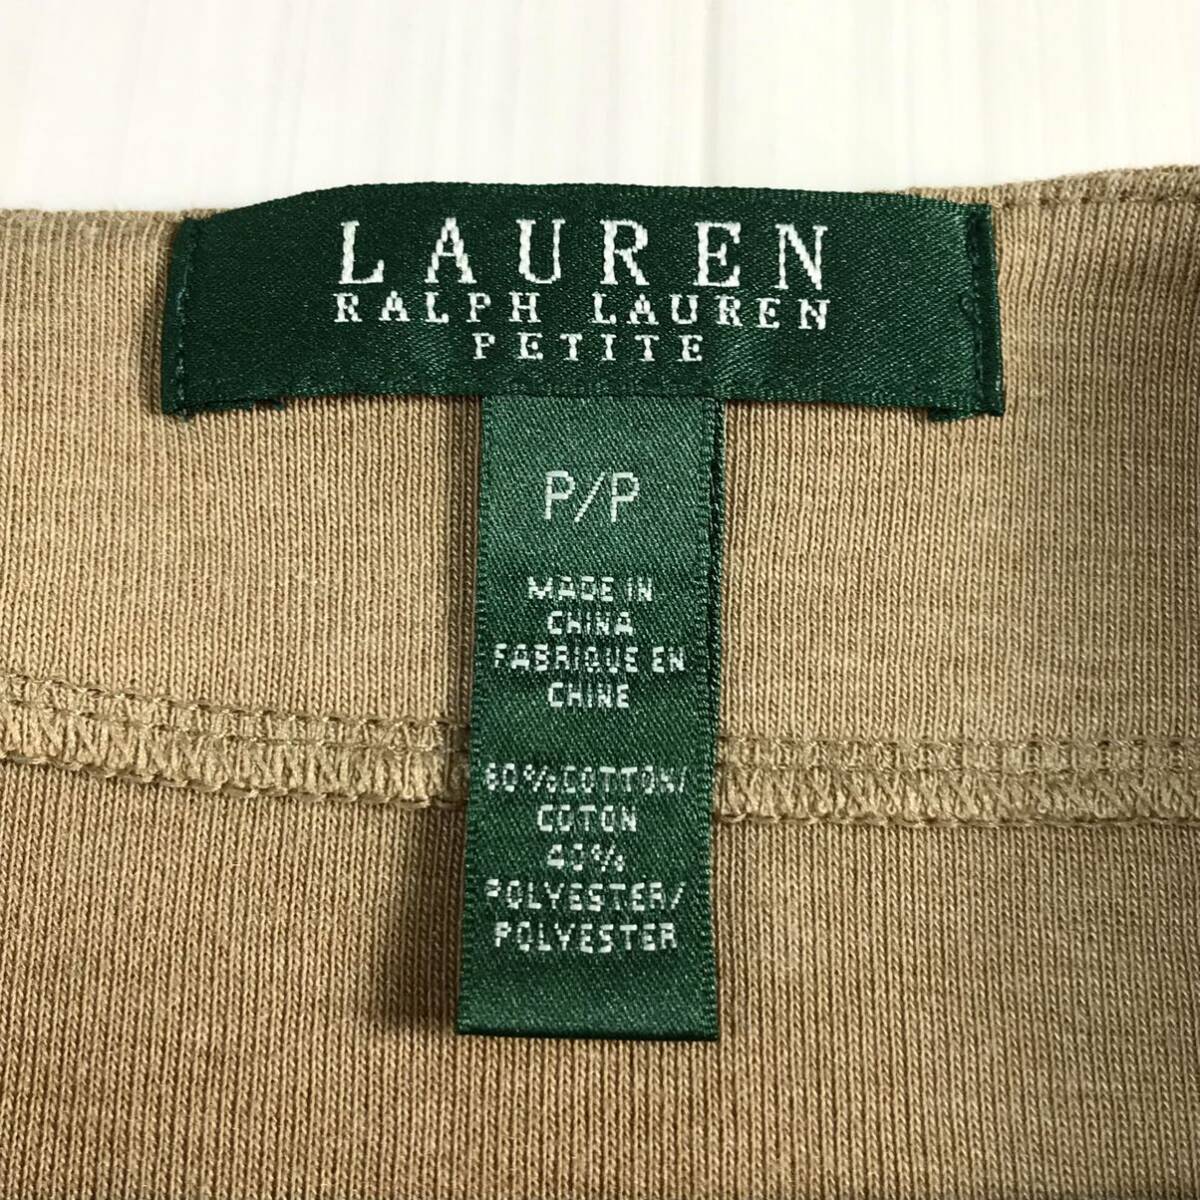 LAUREN
RALPH LAUREN
PETITE
P/P
MADE IN
CHINA
FABRIQUE EN
CHINE
60% COTTON/
COTON
40%
POLYESTER/
POLYESTER